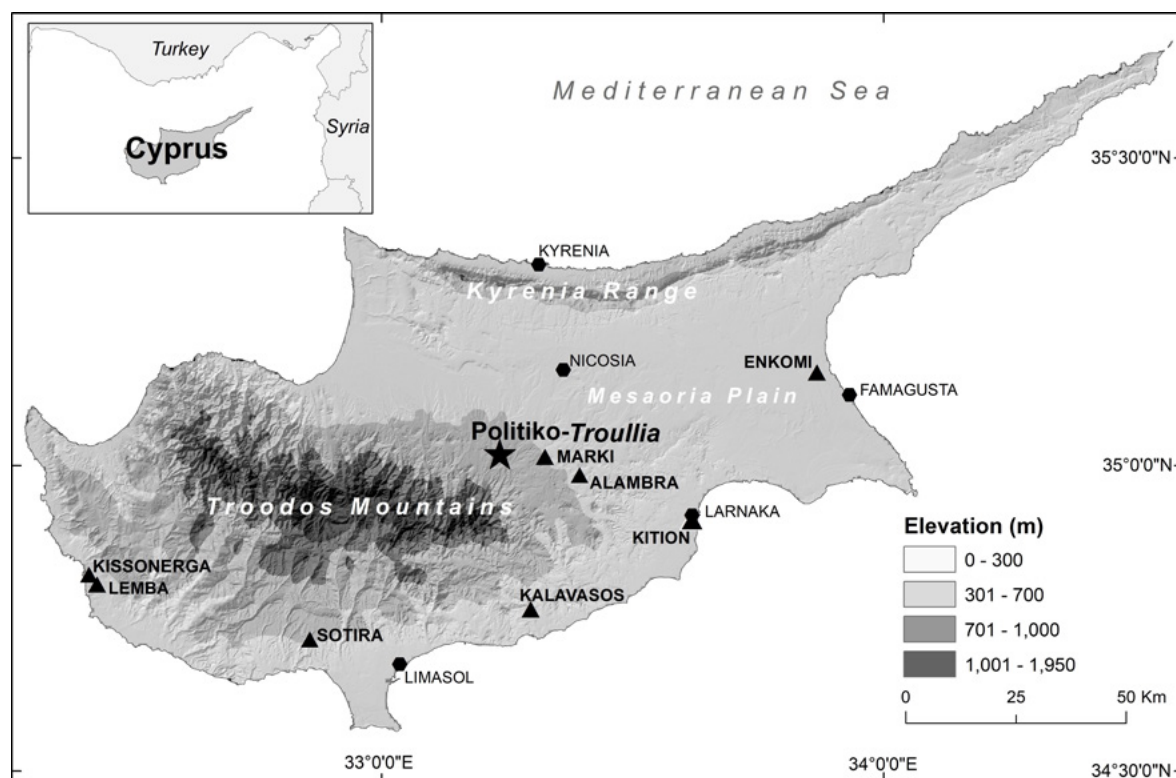 Turkey
Syria
Cyprus
Mediterranean Sea
35°30'0"N
KYRENIA
Kyrenia Range
NICOSIA
ENKOMI
Mesaoria Plain
FAMAGUSTA
Politiko-Troullia
MARKI
35°0'0"N
ALAMBRA
Troodos Mountains
LARNAKA
KITION
Elevation (m)
0 - 300
301 - 700
701 - 1,000
1,001 - 1,950
KISSONERGA
LEMBA
KALAVASOS
SOTIRA
LIMASOL
0 25 50 Km
33°0'0"E
34°0'0"E
34°30'0"N